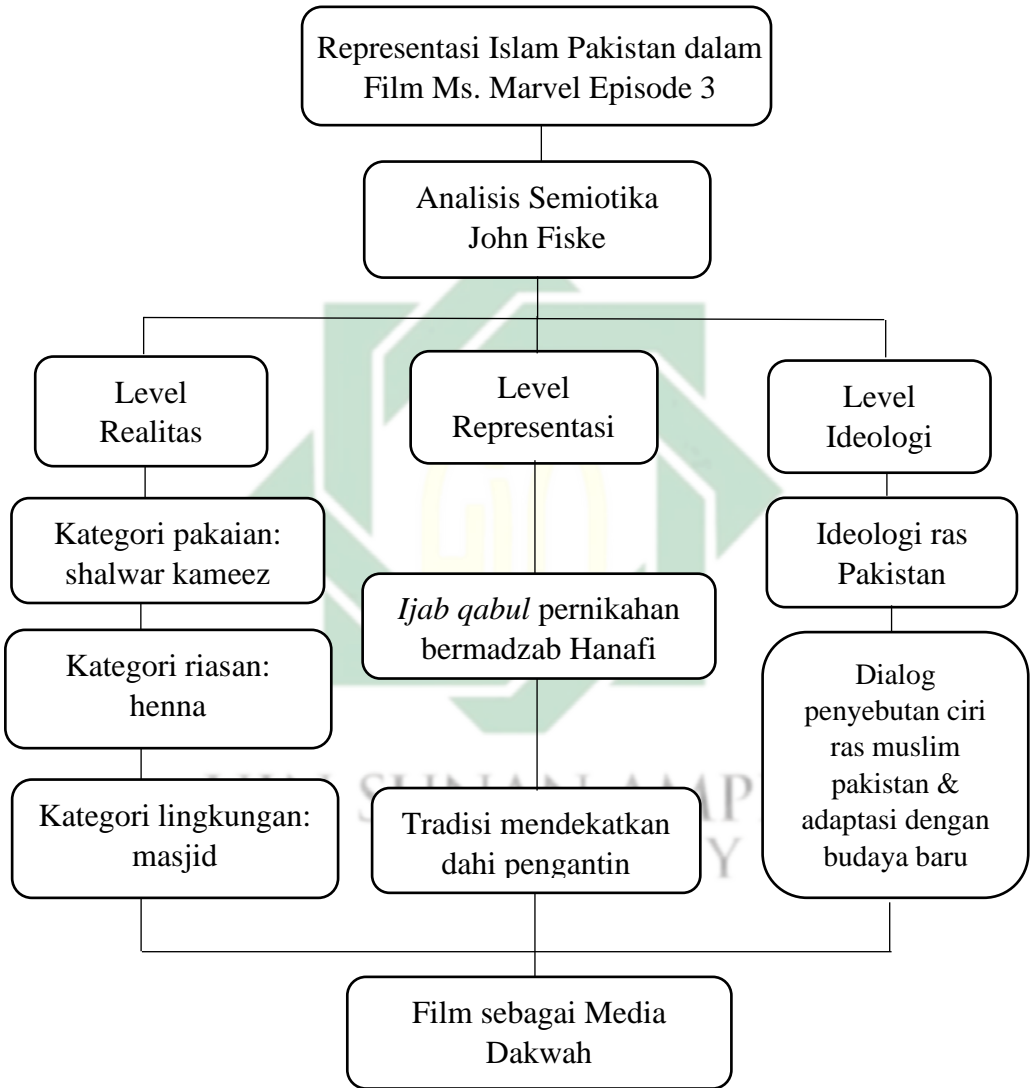 Representasi Islam Pakistan dalam
Film Ms. Marvel Episode 3
Analisis Semiotika
John Fiske
Level
Realitas
Level
Representasi
Level
Ideologi
Kategori pakaian:
shalwar kameez
Ideologi ras
Pakistan
Ijab qabul pernikahan
bermadzab Hanafi
Kategori riasan:
henna
Dialog
penyebutan ciri
ras muslim
pakistan &
adaptasi dengan
budaya baru
Kategori lingkungan:
masjid
Tradisi mendekatkan
dahi pengantin
SUNAN AMP
Y
Film sebagai Media
Dakwah